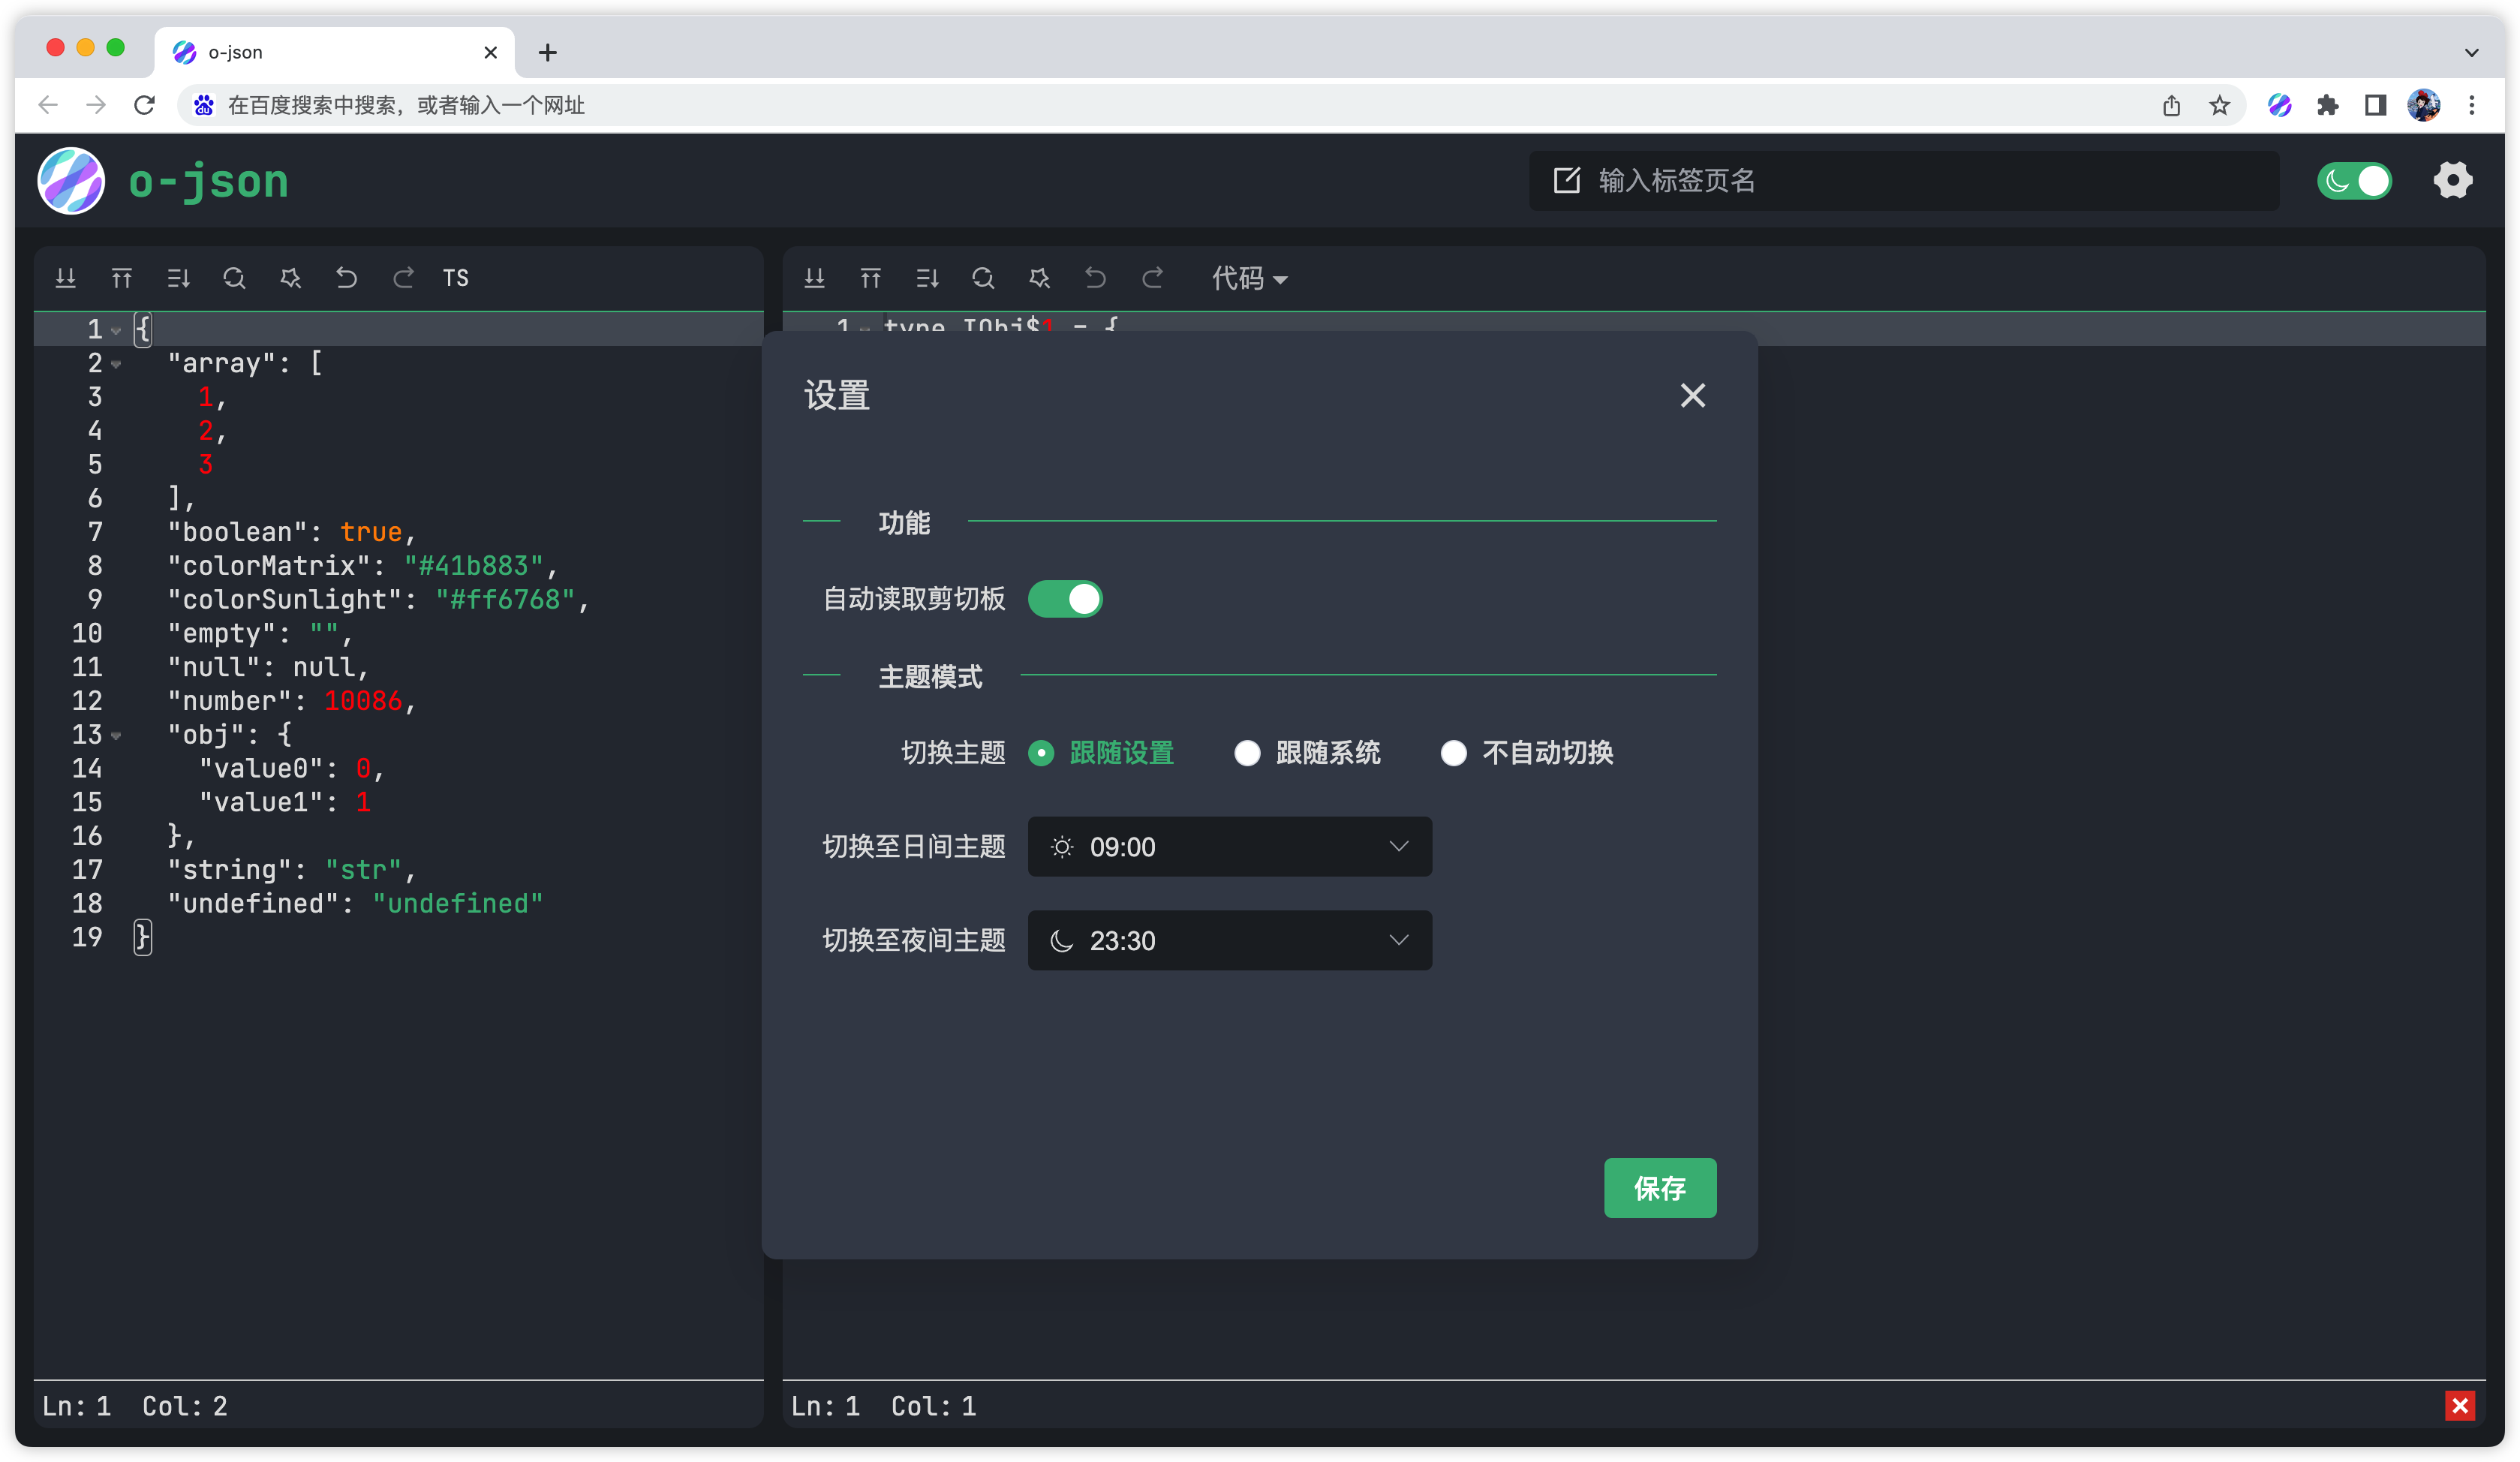 o-json
在百度搜索中搜索，或者输入一个网址
o-json
输入标签页名
TS
1 {
2 "array": [
3 1,
4 2,
5 3
6 ],
7 "boolean": true,
8 "colorMatrix": "#41b883",
9 "colorSunlight": "#ff6768",
10 "empty": "",
11 "null": null,
12 "number": 10086,
13 "obj": {
14 "value0": 0,
15 "value1": 1
16 },
17 "string": "str",
18 "undefined": "undefined"
19 }
Ln: 1 Col: 2
代码
1 type IObj$1 = {
设置
功能
自动读取剪切板
主题模式
切换主题 跟随设置 跟随系统 不自动切换
切换至日间主题 09:00
切换至夜间主题 23:30
保存
Ln: 1 Col: 1